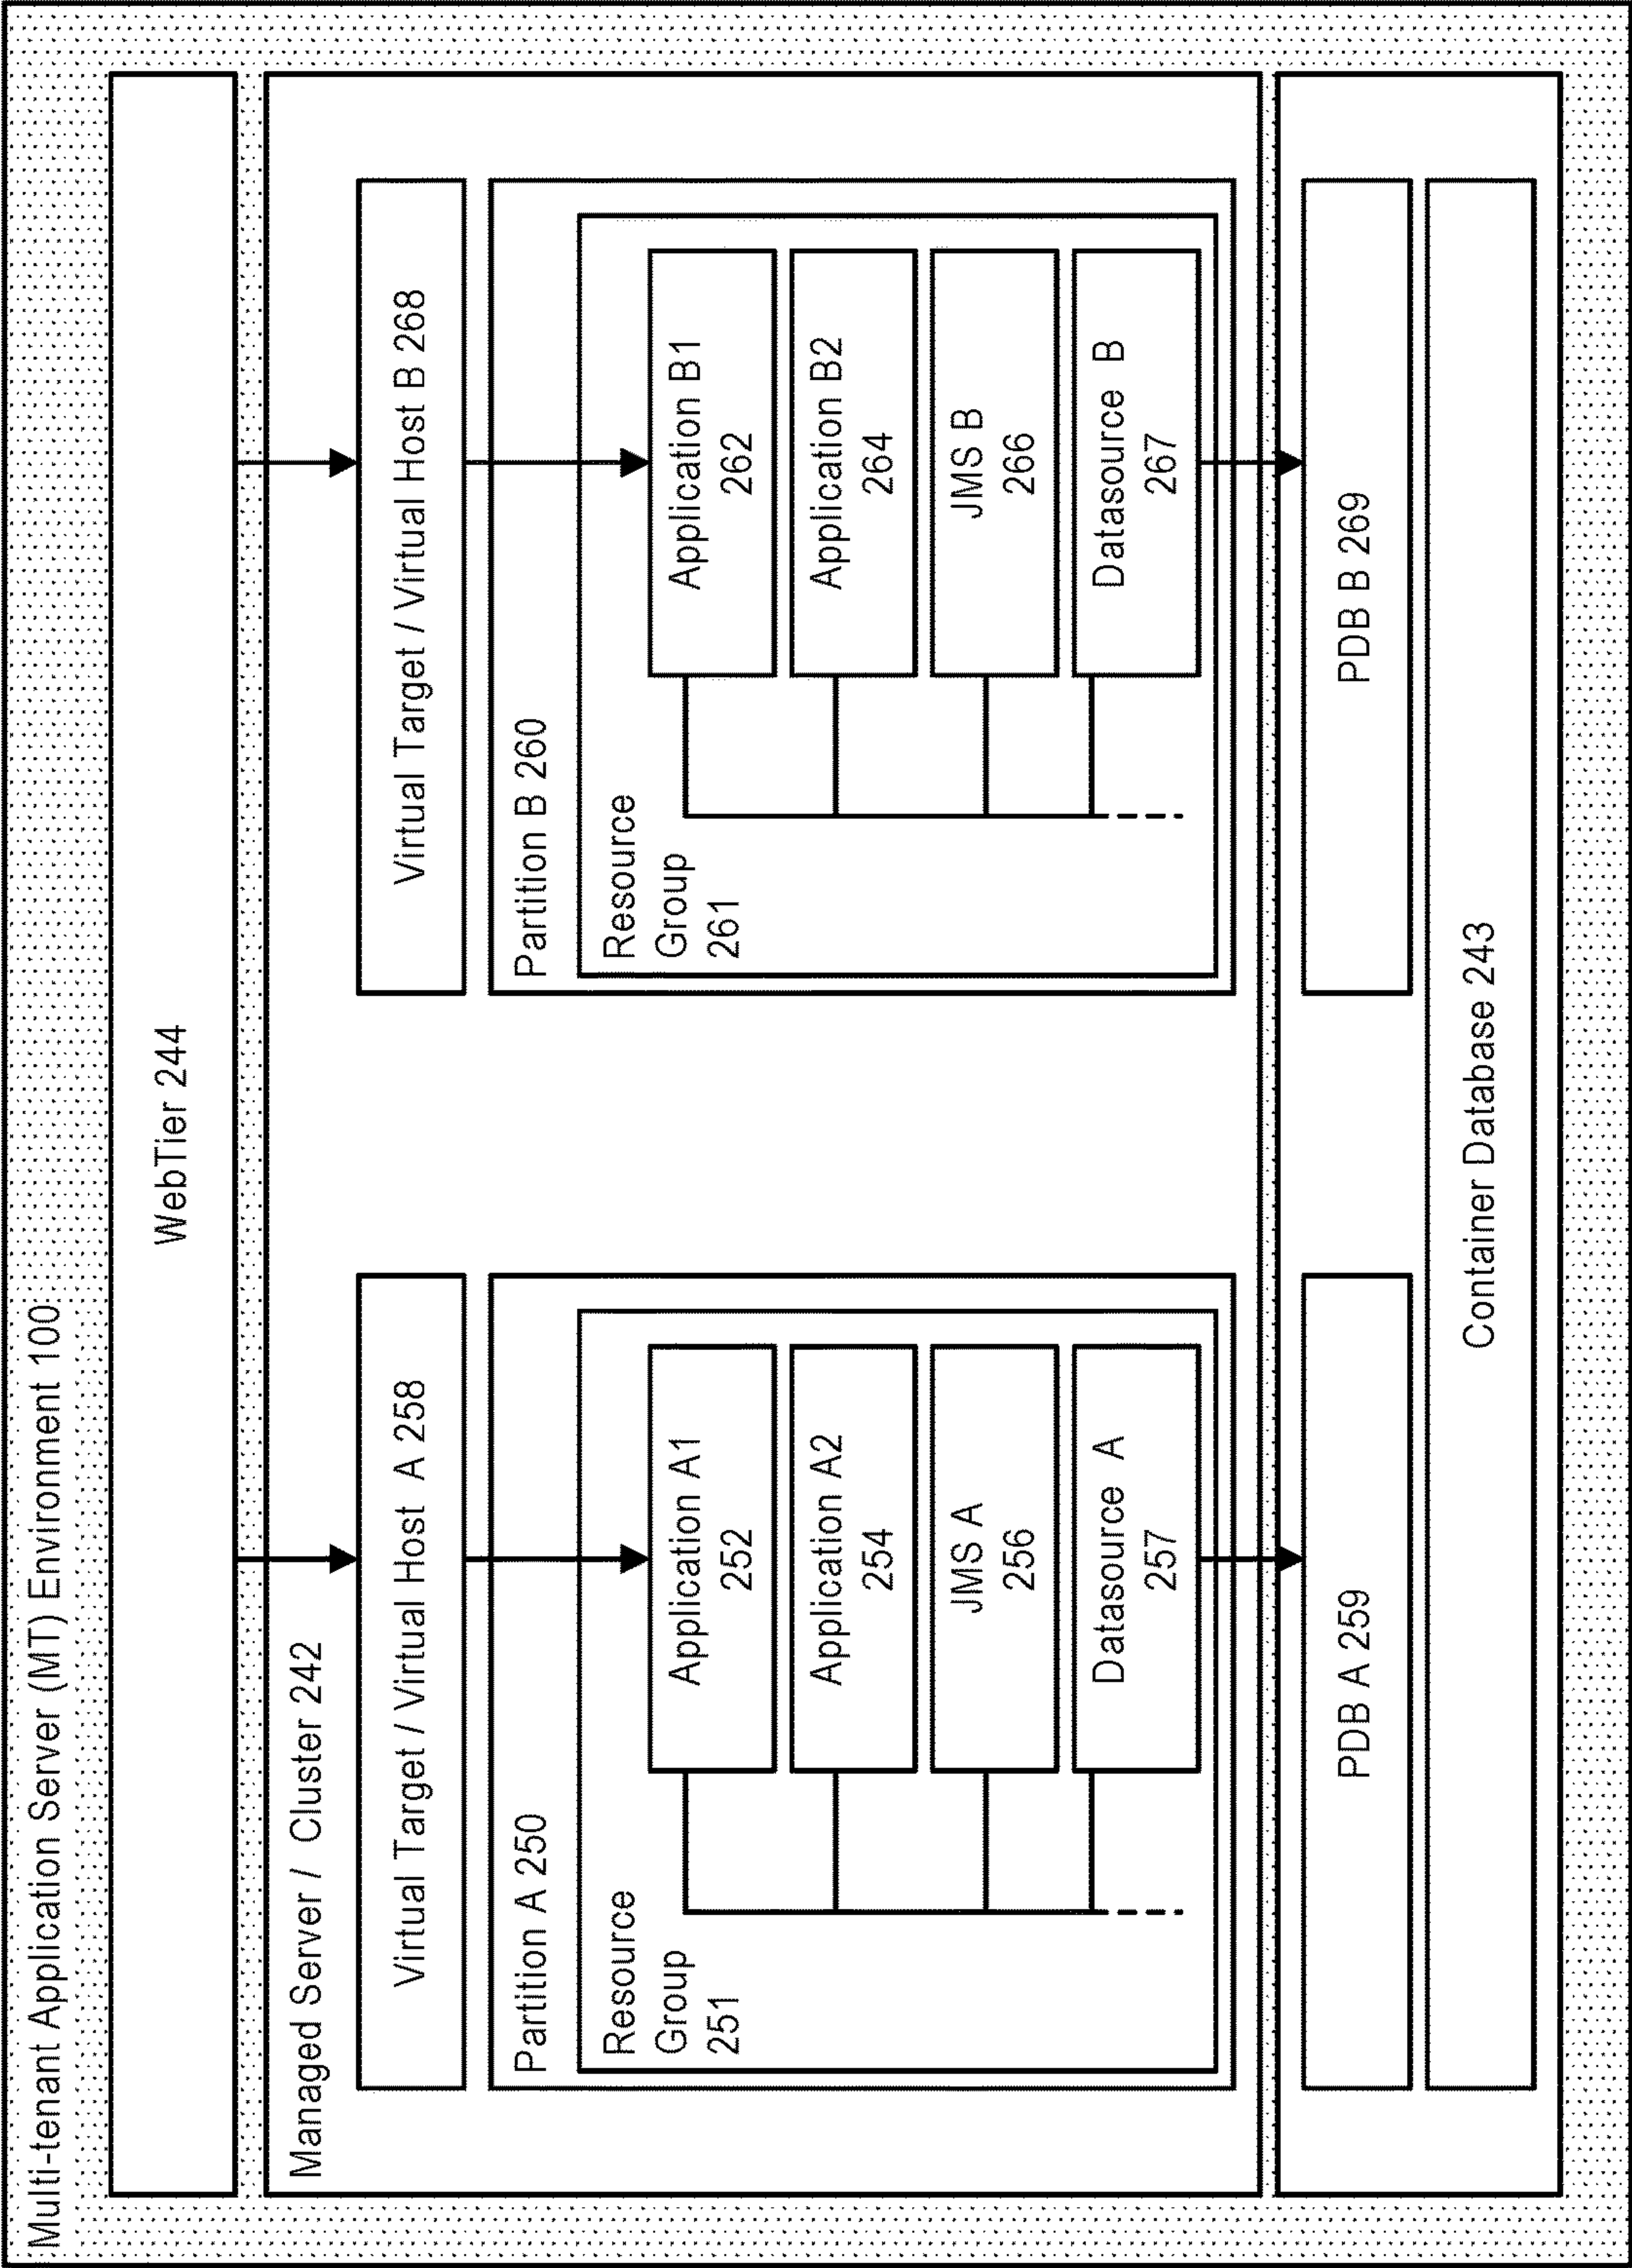 Multi-tenant Application Server (MT) Environment 100
WebTier 244
Managed Server / Cluster 242
Virtual Target / Virtual Host A 258
Partition A 250
Resource
Group
251
Application A1
252
Application A2
254
JMS A
256
Datasource A
257
Virtual Target / Virtual Host B 268
Partition B 260
Resource
Group
261
Application B1
262
Application B2
264
JMS B
266
Datasource B
267
PDB A 259
PDB B 269
Container Database 243